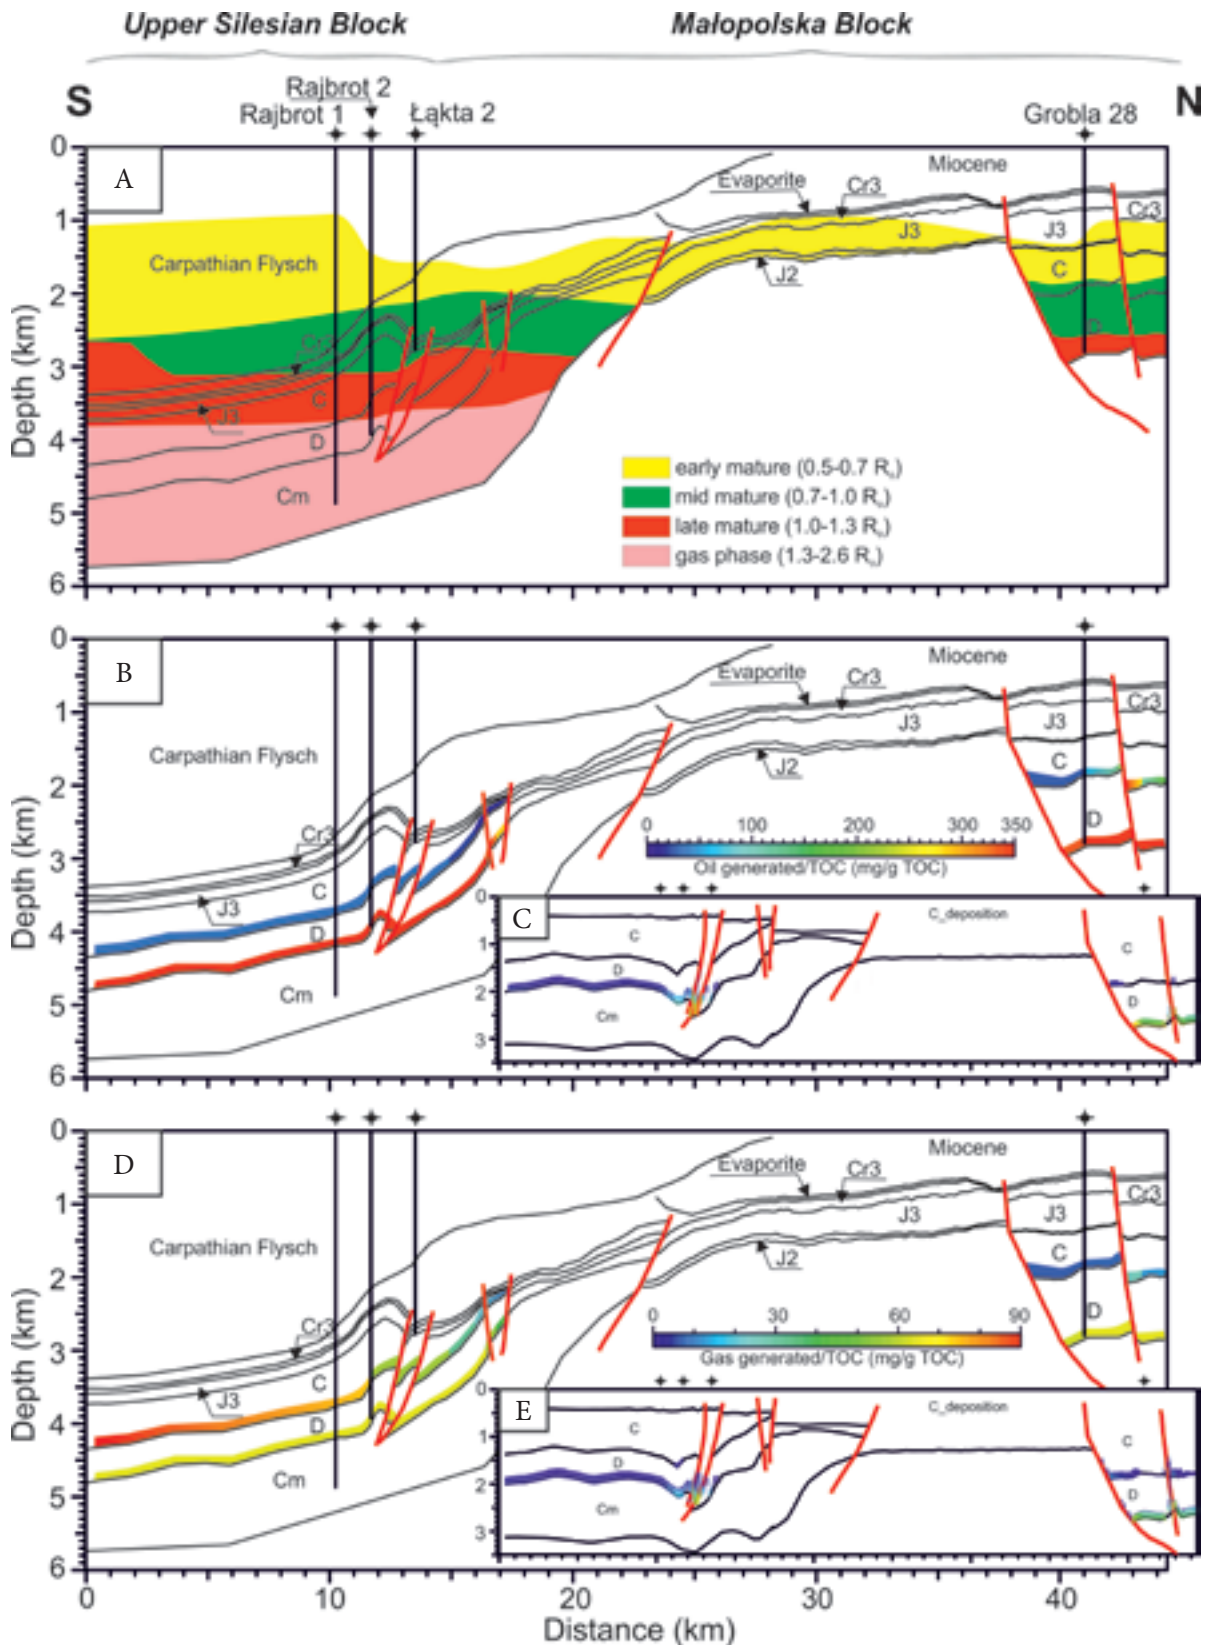 Upper Silesian Block Małopolska Block
S N
Rajbrot 2
Rajbrot 1 Łąkta 2 Grobla 28
A
Miocene
Evaporite Cr3
Cr3
J3 J3
Carpathian Flysch
C
J2
Cr3
C
J3
D
Cm
early mature (0.5-0.7 Rₒ)
mid mature (0.7-1.0 Rₒ)
late mature (1.0-1.3 Rₒ)
gas phase (1.3-2.6 Rₒ)
0
1
2
3
4
5
6
Depth (km)
B
Miocene
Evaporite Cr3
Cr3
J3 J3
Carpathian Flysch
C
J2
D
0 100 200 300 350
Oil generated/TOC (mg/g TOC)
Cr3
C
J3
D
Cm
0
1
2
3
4
5
6
Depth (km)
C
C_deposition
C C
D
D
Cm
0
1
2
3
D
Miocene
Evaporite Cr3
Cr3
J3 J3
Carpathian Flysch
C
J2
D
0 30 60 90
Gas generated/TOC (mg/g TOC)
Cr3
C
J3
D
Cm
0
1
2
3
4
5
6
Depth (km)
E
C_deposition
C C
D
D
Cm
0
1
2
3
0 10 20 30 40
Distance (km)